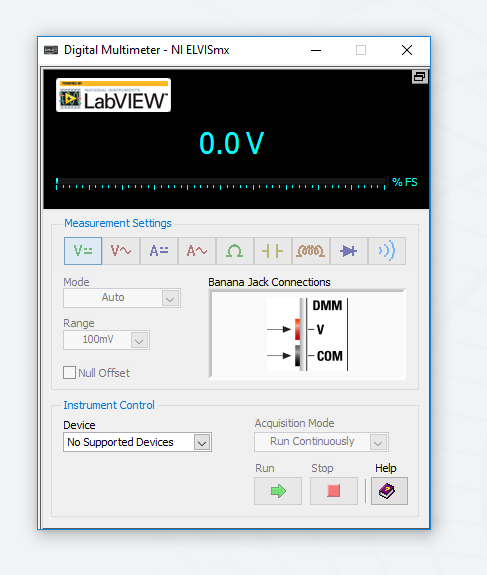 Digital Multimeter - NI ELVISmx
POWERED BY
NATIONAL INSTRUMENTS
LabVIEW™
0.0 V
% FS
Measurement Settings
V V~ A A~ Ω
Mode
Auto
Range
100mV
Null Offset
Banana Jack Connections
DMM
V
COM
Instrument Control
Device
No Supported Devices
Acquisition Mode
Run Continuously
Run Stop Help